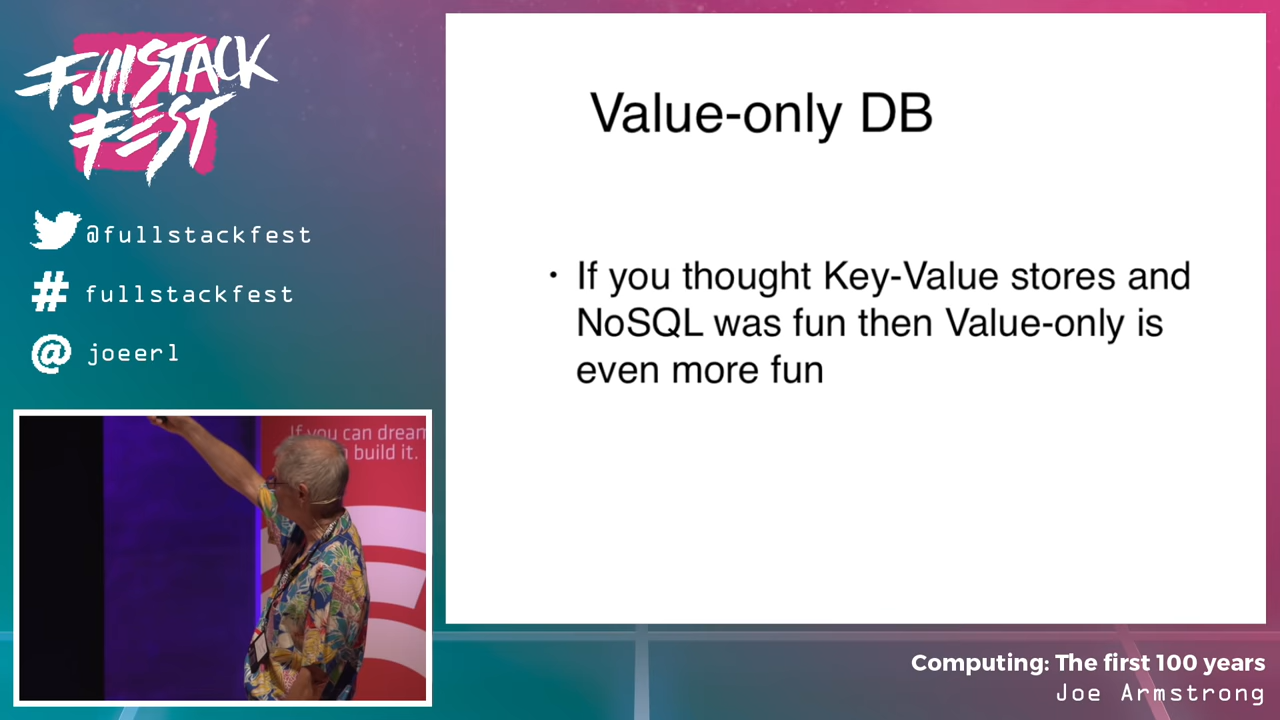 FullSTACK
FEST
@fullstackfest
# fullstackfest
@ joeerl
If you can dream
build it.
Value-only DB
• If you thought Key-Value stores and
NoSQL was fun then Value-only is
even more fun
Computing: The first 100 years
Joe Armstrong